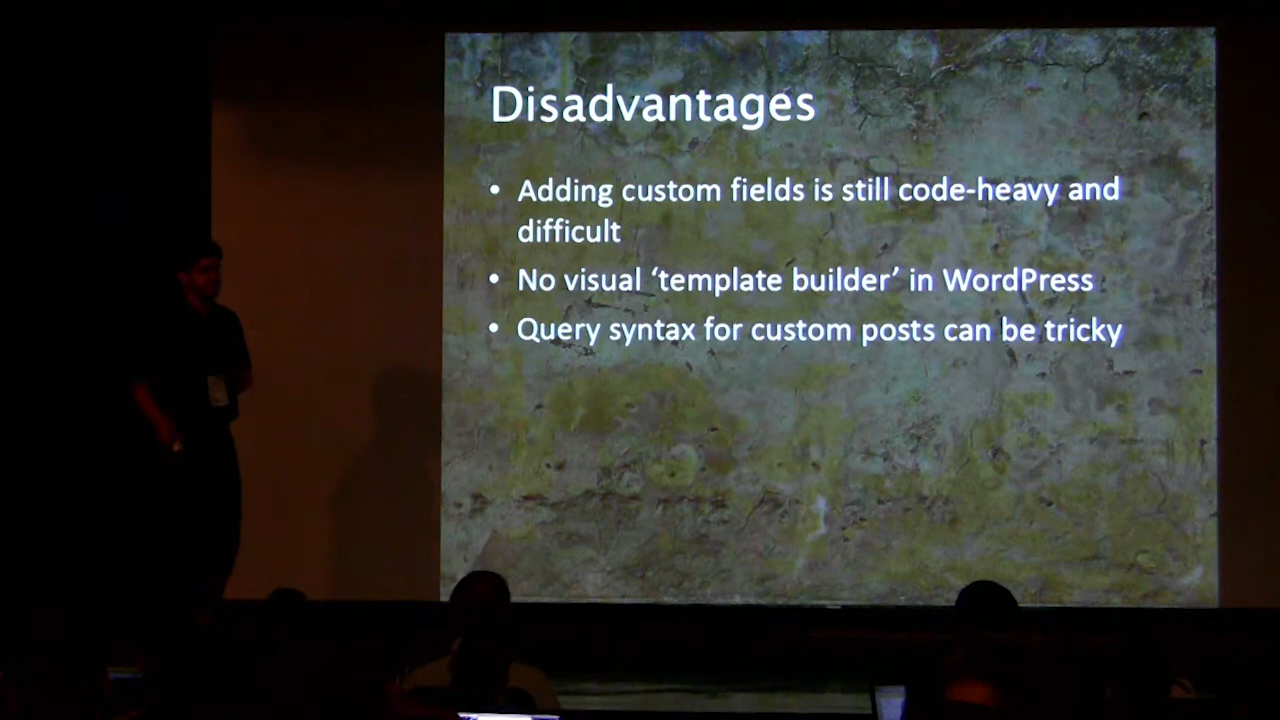 Disadvantages
• Adding custom fields is still code-heavy and
difficult
• No visual ‘template builder’ in WordPress
• Query syntax for custom posts can be tricky